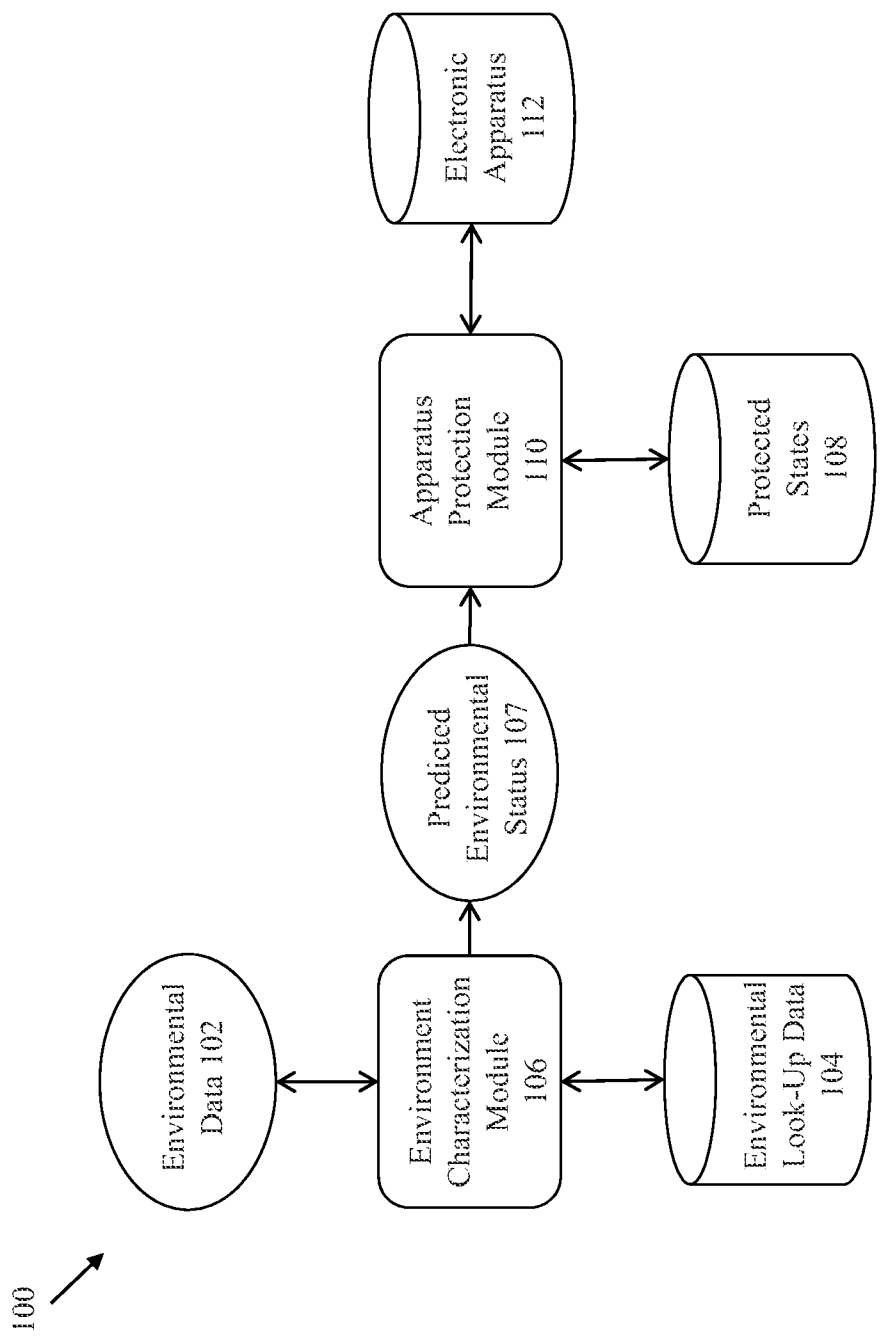 100
Environmental
Data 102
Environment
Characterization
Module
106
Environmental
Look-Up Data
104
Predicted
Environmental
Status 107
Apparatus
Protection
Module
110
Protected
States
108
Electronic
Apparatus
112